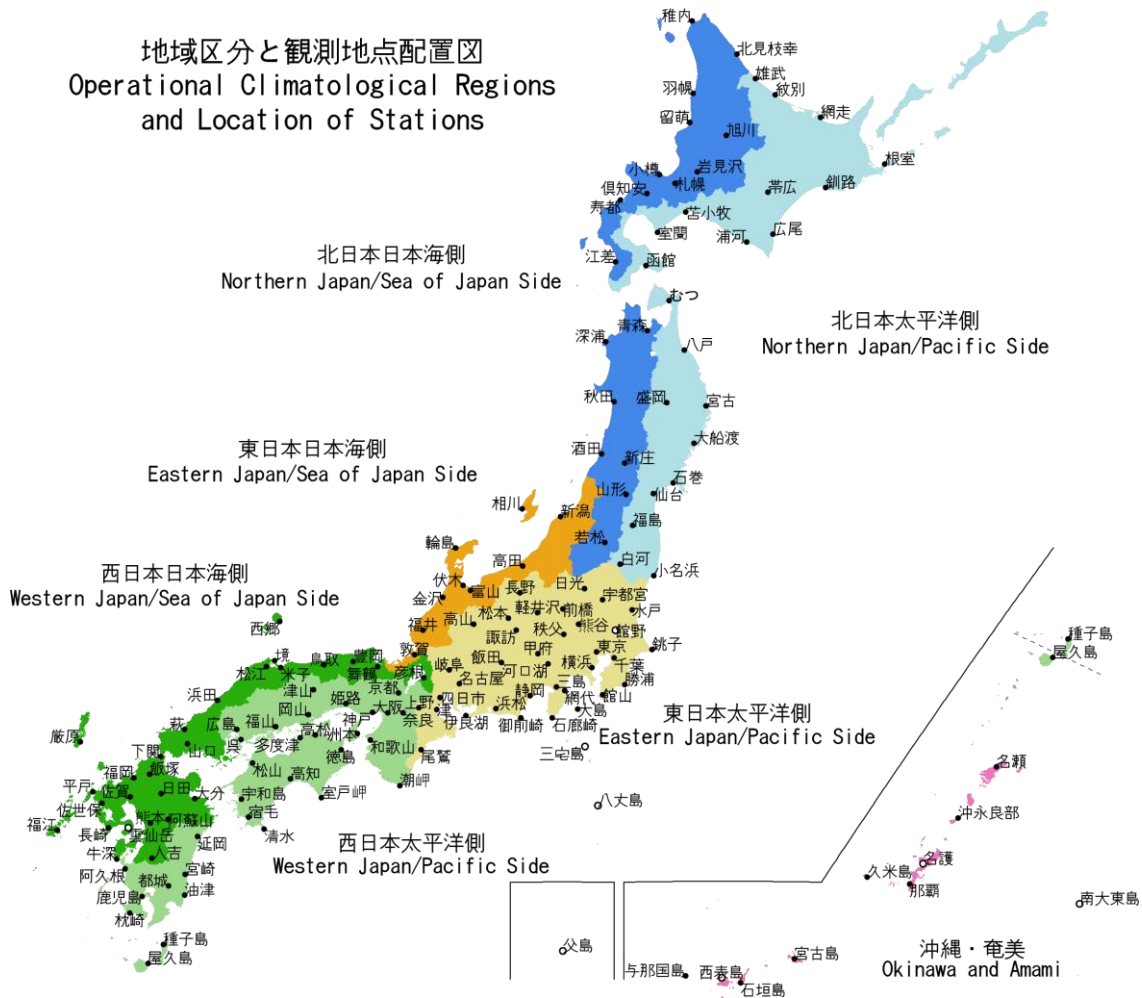 地域区分と観測地点配置図
Operational Climatological Regions
and Location of Stations
稚内
北見枝幸
雄武
羽幌
紋別
網走
留萌
旭川
根室
小樽
岩見沢
札幌
倶知安
帯広
釧路
寿都
苫小牧
室蘭
浦河
広尾
江差
函館
北日本日本海側
Northern Japan/Sea of Japan Side
むつ
青森
深浦
八戸
北日本太平洋側
Northern Japan/Pacific Side
秋田
盛岡
宮古
大船渡
酒田
新庄
石巻
山形
仙台
福島
若松
白河
小名浜
東日本日本海側
Eastern Japan/Sea of Japan Side
相川
新潟
輪島
高田
伏木
富山
長野
日光
宇都宮
金沢
軽井沢
前橋
水戸
松本
高山
熊谷
館野
福井
諏訪
秩父
銚子
敦賀
甲府
東京
飯田
河口湖
横浜
千葉
岐阜
名古屋
三島
勝浦
静岡
網代
館山
四日市
浜松
大島
津
伊良湖
御前崎
石廊崎
尾鷲
三宅島
八丈島
東日本太平洋側
Eastern Japan/Pacific Side
西日本日本海側
Western Japan/Sea of Japan Side
西郷
境
鳥取
豊岡
松江
米子
舞鶴
彦根
浜田
津山
姫路
京都
上野
岡山
神戸
大阪
奈良
萩
広島
福山
高松
洲本
厳原
下関
山口
呉
多度津
徳島
和歌山
福岡
飯塚
松山
高知
潮岬
平戸
佐賀
日田
大分
宇和島
室戸岬
佐世保
熊本
阿蘇山
宿毛
福江
長崎
雲仙岳
延岡
清水
牛深
人吉
阿久根
宮崎
都城
鹿児島
油津
枕崎
種子島
屋久島
西日本太平洋側
Western Japan/Pacific Side
父島
種子島
屋久島
名瀬
沖永良部
名護
久米島
那覇
南大東島
宮古島
与那国島
西表島
石垣島
沖縄・奄美
Okinawa and Amami